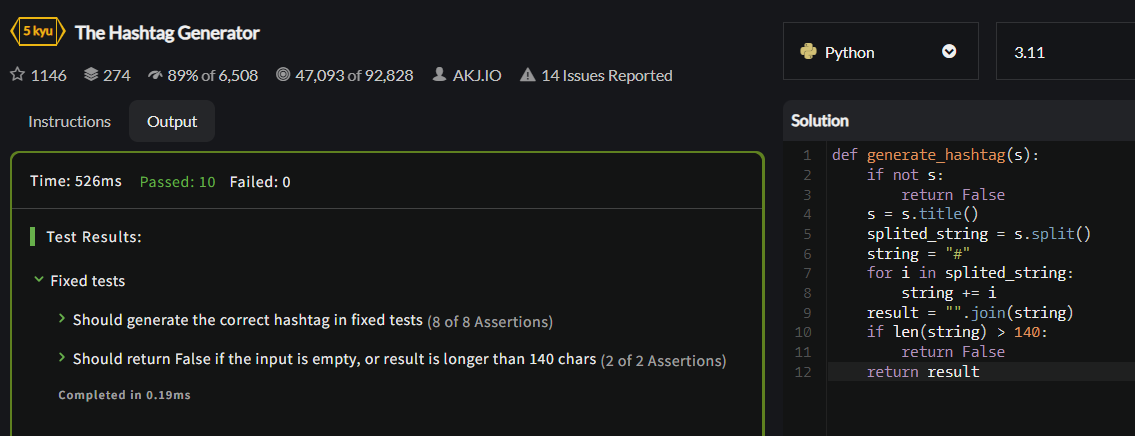 5 kyu The Hashtag Generator
1146 274 89% of 6,508 47,093 of 92,828 AKJ.IO 14 Issues Reported
Instructions Output
Time: 526ms Passed: 10 Failed: 0
Test Results:
Fixed tests
Should generate the correct hashtag in fixed tests (8 of 8 Assertions)
Should return False if the input is empty, or result is longer than 140 chars (2 of 2 Assertions)
Completed in 0.19ms
Python 3.11
Solution
1 def generate_hashtag(s):
2     if not s:
3         return False
4     s = s.title()
5     splited_string = s.split()
6     string = "#"
7     for i in splited_string:
8         string += i
9     result = "".join(string)
10     if len(string) > 140:
11         return False
12     return result